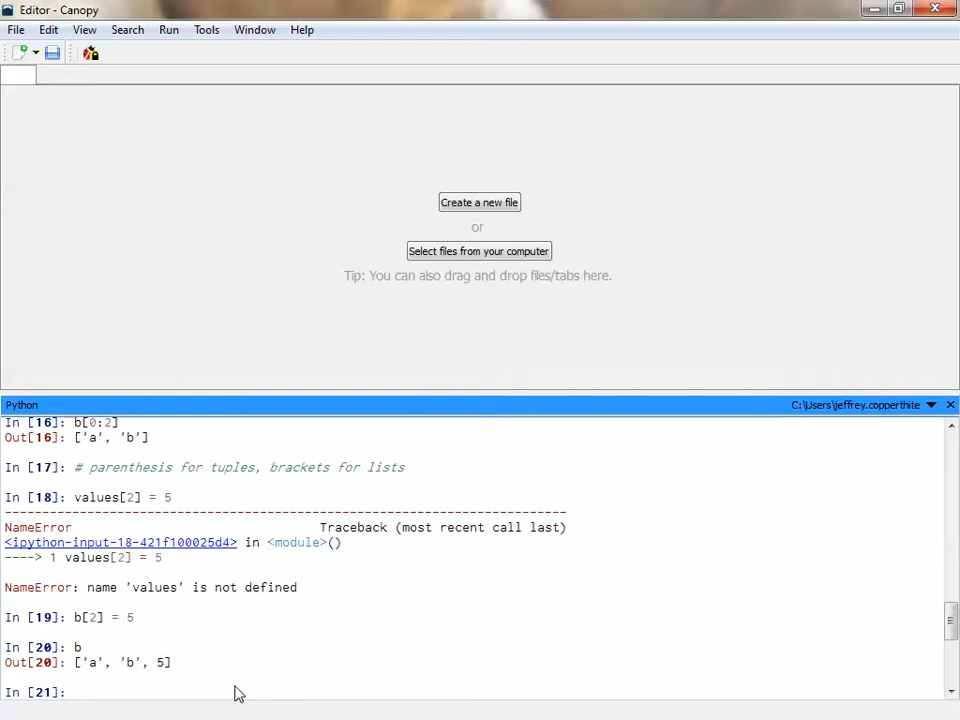 Editor - Canopy
File Edit View Search Run Tools Window Help
Create a new file
or
Select files from your computer
Tip: You can also drag and drop files/tabs here.
Python C:\Users\jeffrey.copperthite
In [16]: b[0:2]
Out[16]: ['a', 'b']
In [17]: # parenthesis for tuples, brackets for lists
In [18]: values[2] = 5
---------------------------------------------------------------------------
NameError Traceback (most recent call last)
<ipython-input-18-421f100025d4> in <module>()
----> 1 values[2] = 5
NameError: name 'values' is not defined
In [19]: b[2] = 5
In [20]: b
Out[20]: ['a', 'b', 5]
In [21]: